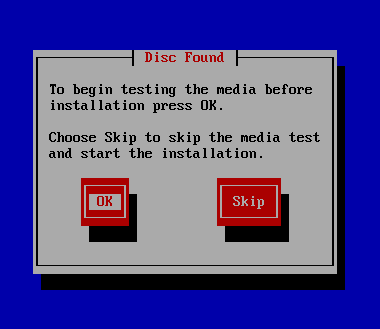 Disc Found
To begin testing the media before
installation press OK.
Choose Skip to skip the media test
and start the installation.
OK
Skip